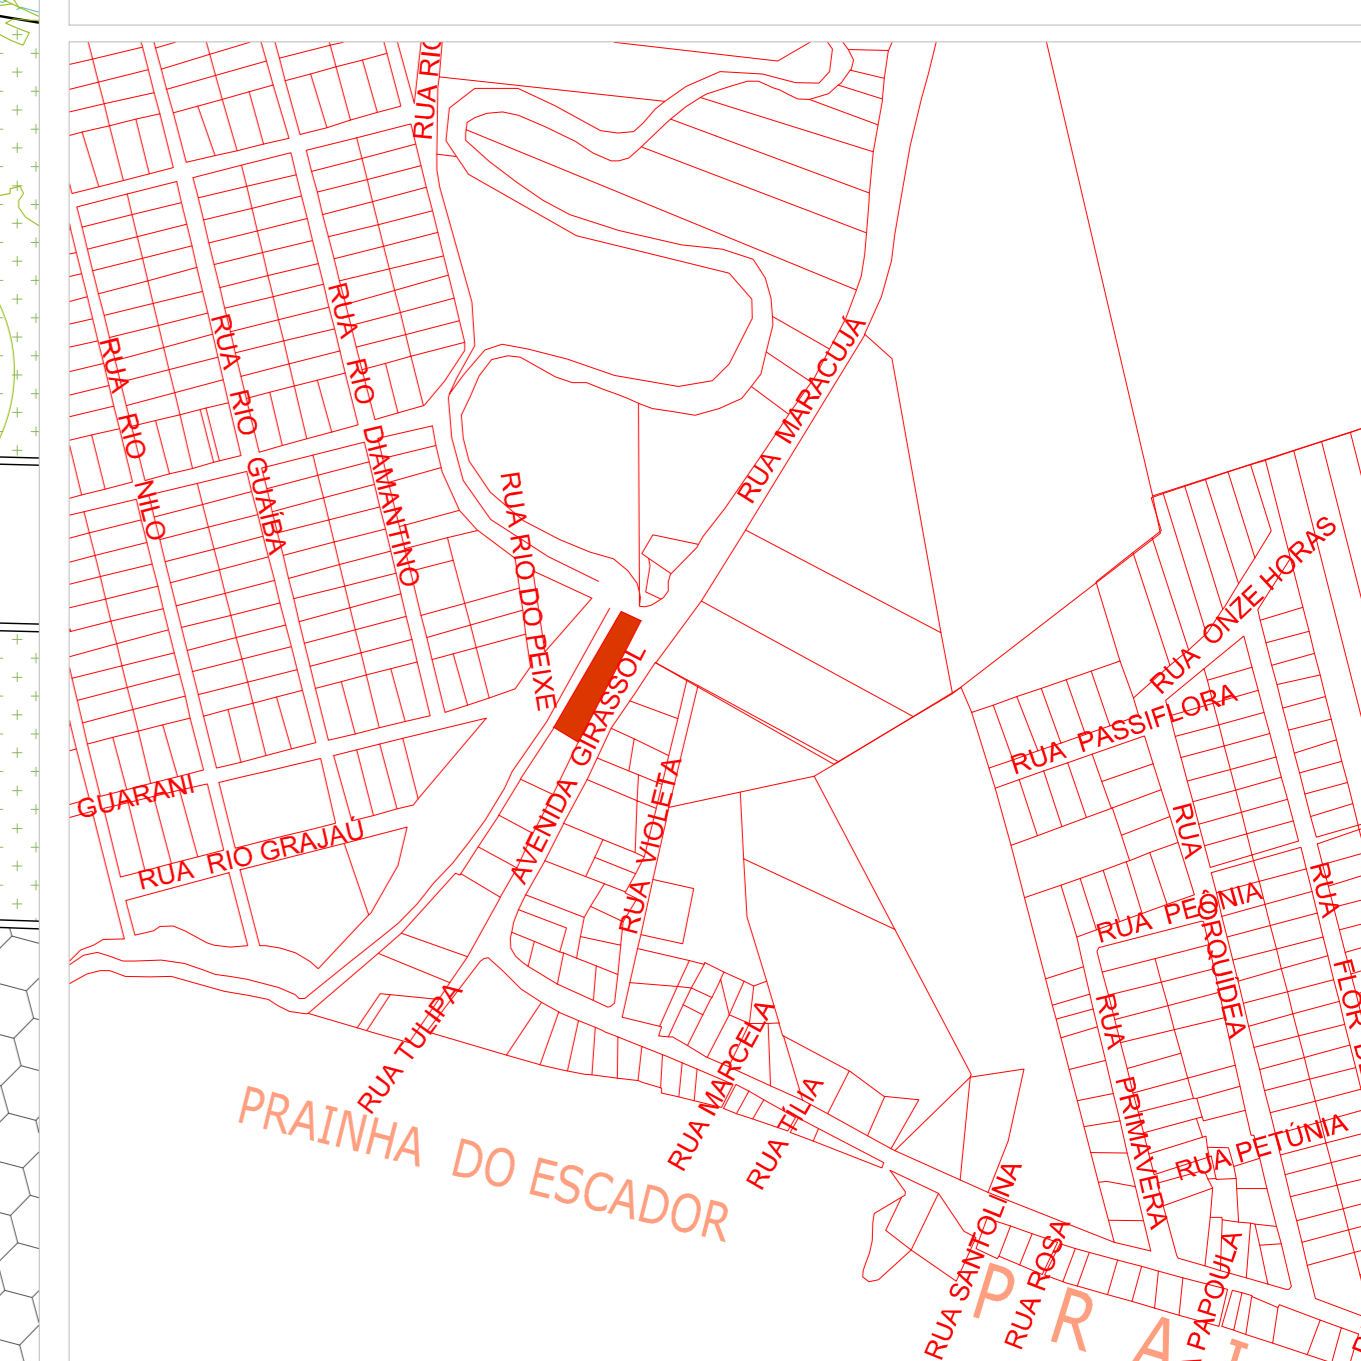 RUA RIO
RUA RIO NILO
RUA RIO GUAÍBA
RUA RIO DIAMANTINO
RUA RIO DO PEIXE
RUA MARACUJÁ
RUA ONZE HORAS
RUA PASSIFLORA
AVENIDA GIRASSOL
RUA VIOLETA
GUARANI
RUA RIO GRAJAÚ
RUA ORQUÍDEA
RUA PEÔNIA
RUA FLOR
RUA TULIPA
RUA MARCELA
RUA TÍLIA
RUA PRIMAVERA
RUA PETÚNIA
PRAINHA DO ESCADOR
RUA SANTOLINA
RUA ROSA
PAPOULA
P R A I